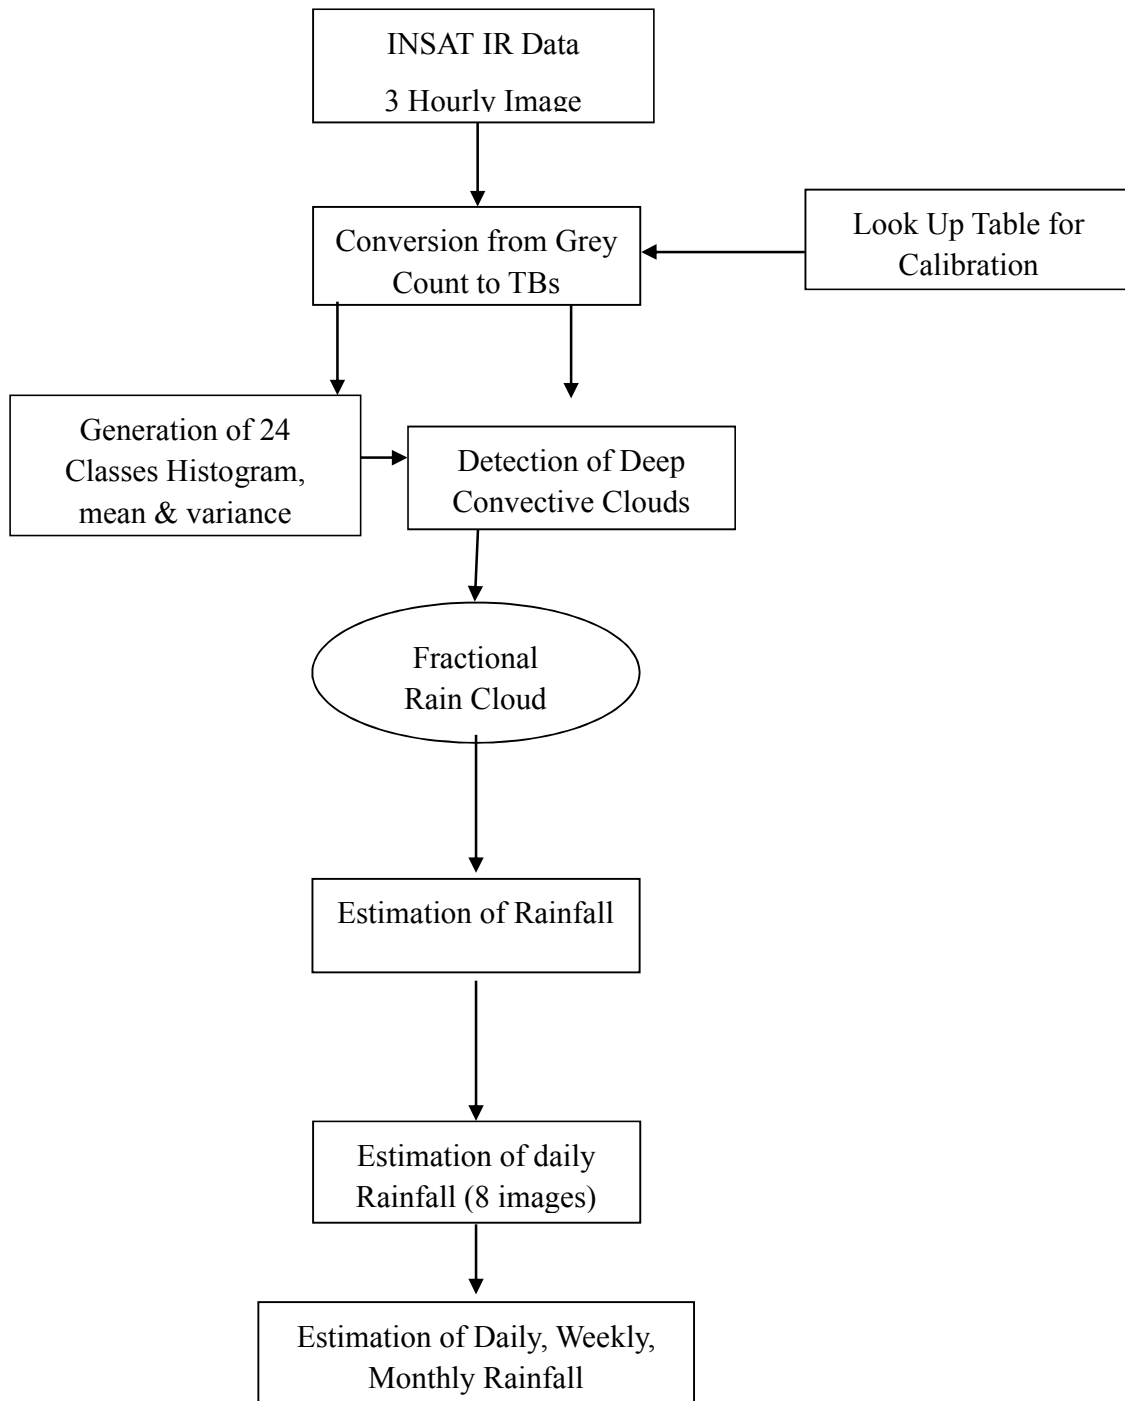 INSAT IR Data
3 Hourly Image
Conversion from Grey
Count to TBs
Look Up Table for
Calibration
Generation of 24
Classes Histogram,
mean & variance
Detection of Deep
Convective Clouds
Fractional
Rain Cloud
Estimation of Rainfall
Estimation of daily
Rainfall (8 images)
Estimation of Daily, Weekly,
Monthly Rainfall